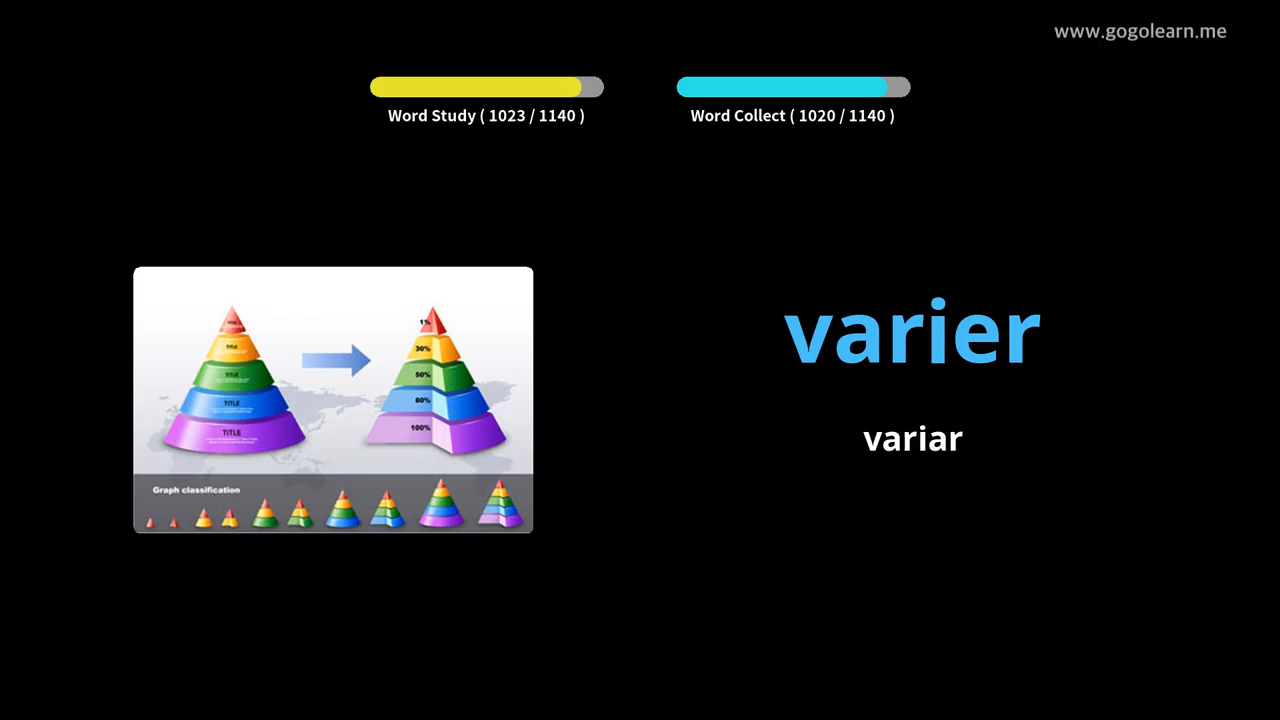 www.gogolearn.me
Word Study ( 1023 / 1140 )
Word Collect ( 1020 / 1140 )
varier
variar
1%
30%
50%
80%
100%
TITLE
TITLE
TITLE
Graph classification